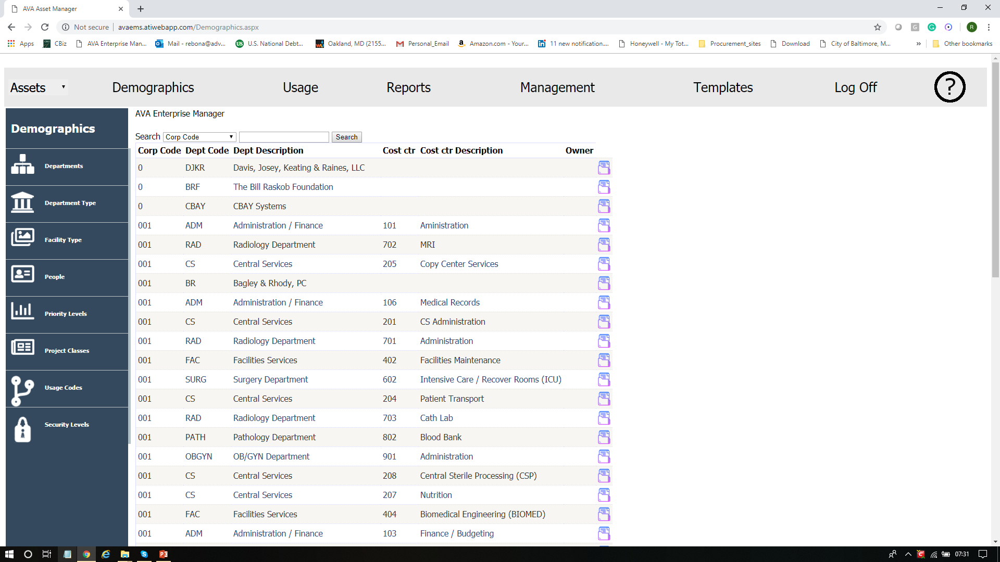 AVA Asset Manager
Not secure | avaems.atiwebapp.com/Demographics.aspx
G
R
Apps CBiz AVA Enterprise Man... Mail - rebona@adv... U.S. National Debt... Oakland, MD (2155... Personal_Email Amazon.com - Your... 11 new notification.... Honeywell - My Tot... Procurement_sites Download City of Baltimore, M... » Other bookmarks
Assets Demographics Usage Reports Management Templates Log Off ?
Demographics
Departments
Department Type
Facility Type
People
Priority Levels
Project Classes
Usage Codes
Security Levels
AVA Enterprise Manager
Search Corp Code Search
Corp Code Dept Code Dept Description Cost ctr Cost ctr Description Owner
0 DJKR Davis, Josey, Keating & Raines, LLC
0 BRF The Bill Raskob Foundation
0 CBAY CBAY Systems
001 ADM Administration / Finance 101 Aministration
001 RAD Radiology Department 702 MRI
001 CS Central Services 205 Copy Center Services
001 BR Bagley & Rhody, PC
001 ADM Administration / Finance 106 Medical Records
001 CS Central Services 201 CS Administration
001 RAD Radiology Department 701 Administration
001 FAC Facilities Services 402 Facilities Maintenance
001 SURG Surgery Department 602 Intensive Care / Recover Rooms (ICU)
001 CS Central Services 204 Patient Transport
001 RAD Radiology Department 703 Cath Lab
001 PATH Pathology Department 802 Blood Bank
001 OBGYN OB/GYN Department 901 Administration
001 CS Central Services 208 Central Sterile Processing (CSP)
001 CS Central Services 207 Nutrition
001 FAC Facilities Services 404 Biomedical Engineering (BIOMED)
001 ADM Administration / Finance 103 Finance / Budgeting
07:31